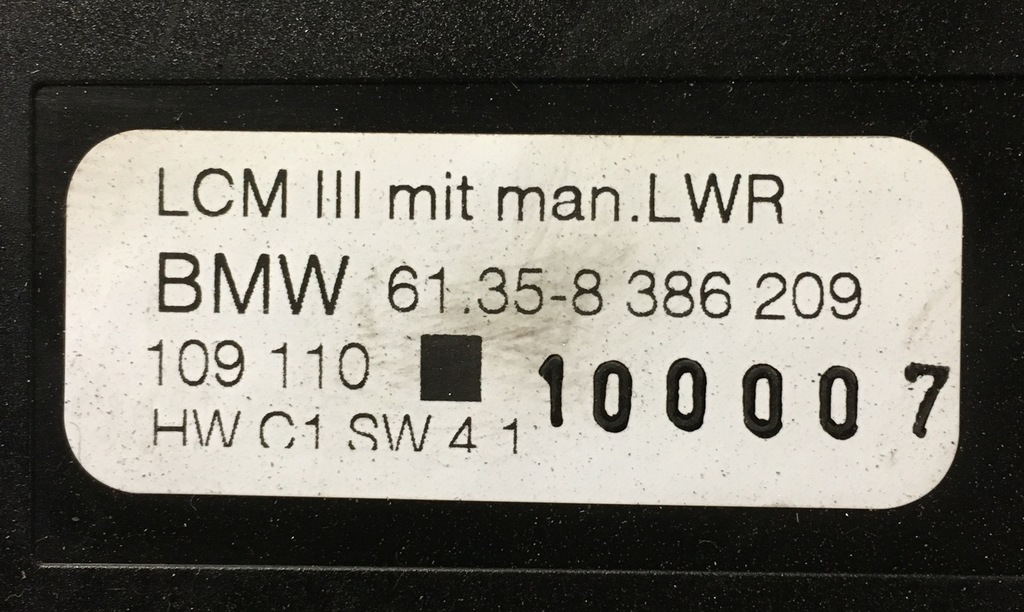 LCM III mit man.LWR
BMW 61.35-8 386 209
109 110 ■ 100007
HW C1 SW 4 1